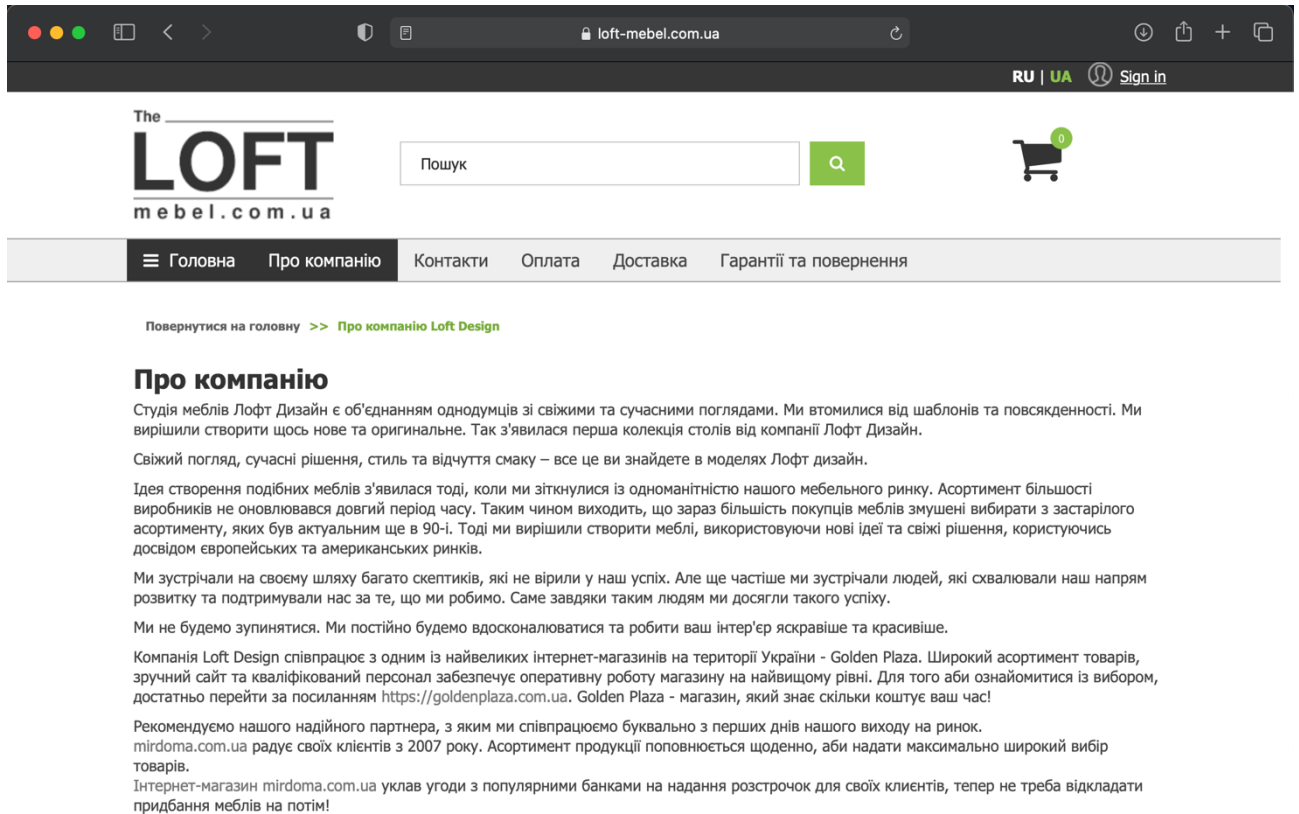 loft-mebel.com.ua
RU | UA Sign in
The
LOFT
mebel.com.ua
Пошук
0
Головна Про компанію Контакти Оплата Доставка Гарантії та повернення
Повернутися на головну >> Про компанію Loft Design
Про компанію
Студія меблів Лофт Дизайн є об'єднанням однодумців зі свіжими та сучасними поглядами. Ми втомилися від шаблонів та повсякденності. Ми
вирішили створити щось нове та оригинальне. Так з'явилася перша колекція столів від компанії Лофт Дизайн.
Свіжий погляд, сучасні рішення, стиль та відчуття смаку – все це ви знайдете в моделях Лофт дизайн.
Ідея створення подібних меблів з'явилася тоді, коли ми зіткнулися із одноманітністю нашого мебельного ринку. Асортимент більшості
виробників не оновлювався довгий період часу. Таким чином виходить, що зараз більшість покупців меблів змушені вибирати з застарілого
асортименту, яких був актуальним ще в 90-і. Тоді ми вирішили створити меблі, використовуючи нові ідеї та свіжі рішення, користуючись
досвідом європейських та американських ринків.
Ми зустрічали на своєму шляху багато скептиків, які не вірили у наш успіх. Але ще частіше ми зустрічали людей, які схвалювали наш напрям
розвитку та подтримували нас за те, що ми робимо. Саме завдяки таким людям ми досягли такого успіху.
Ми не будемо зупинятися. Ми постійно будемо вдосконалюватися та робити ваш інтер'єр яскравіше та красивіше.
Компанія Loft Design співпрацює з одним із найвеликих інтернет-магазинів на території України - Golden Plaza. Широкий асортимент товарів,
зручний сайт та кваліфікований персонал забезпечує оперативну роботу магазину на найвищому рівні. Для того аби ознайомитися із вибором,
достатньо перейти за посиланням https://goldenplaza.com.ua. Golden Plaza - магазин, який знає скільки коштує ваш час!
Рекомендуємо нашого надійного партнера, з яким ми співпрацюємо буквально з перших днів нашого виходу на ринок.
mirdoma.com.ua радує своїх клієнтів з 2007 року. Асортимент продукції поповнюється щоденно, аби надати максимально широкий вибір
товарів.
Інтернет-магазин mirdoma.com.ua уклав угоди з популярними банками на надання розстрочок для своїх клієнтів, тепер не треба відкладати
придбання меблів на потім!